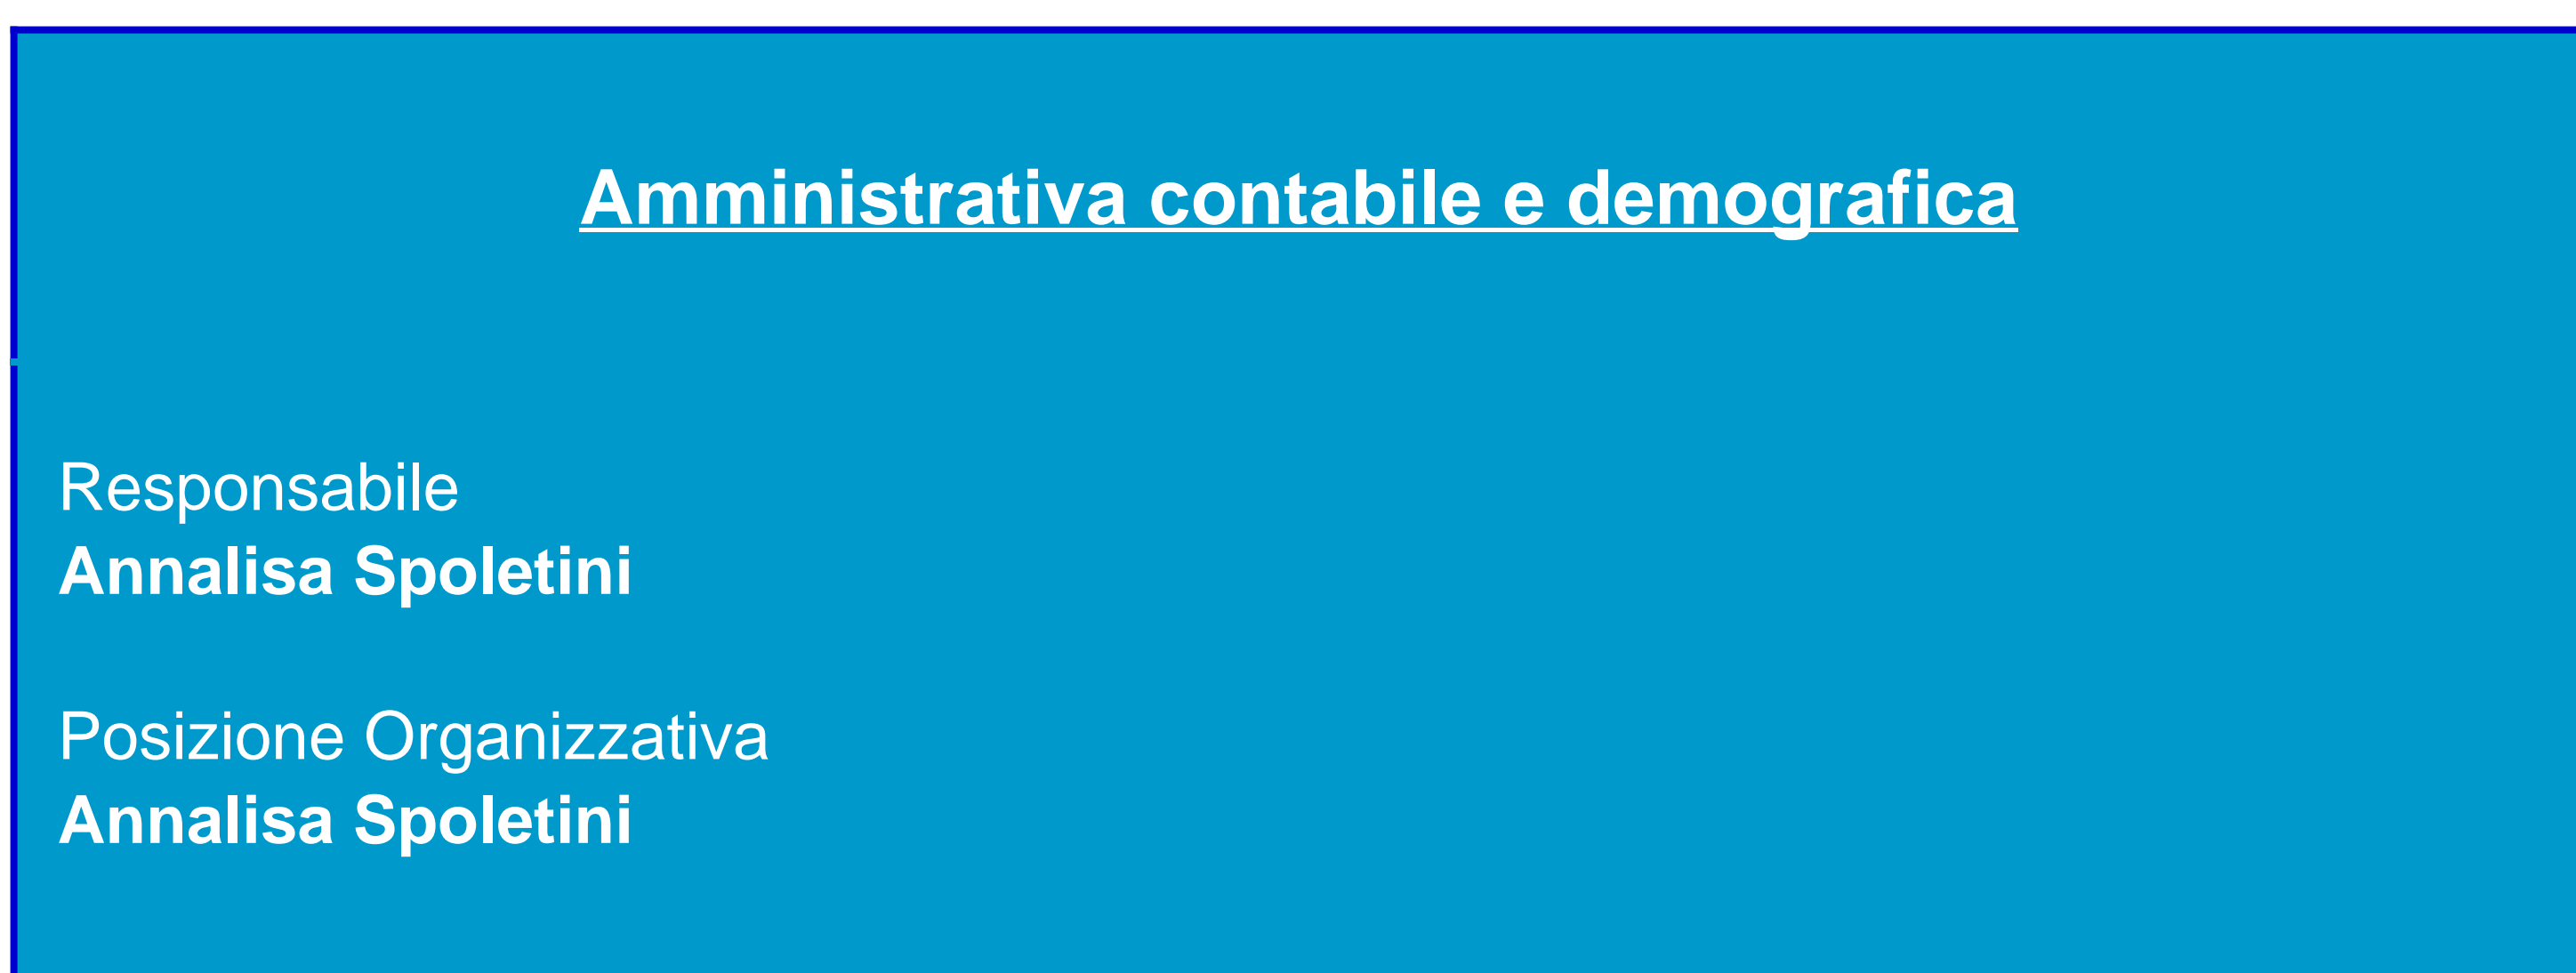 Amministrativa contabile e demografica
Responsabile
Annalisa Spoletini
Posizione Organizzativa
Annalisa Spoletini